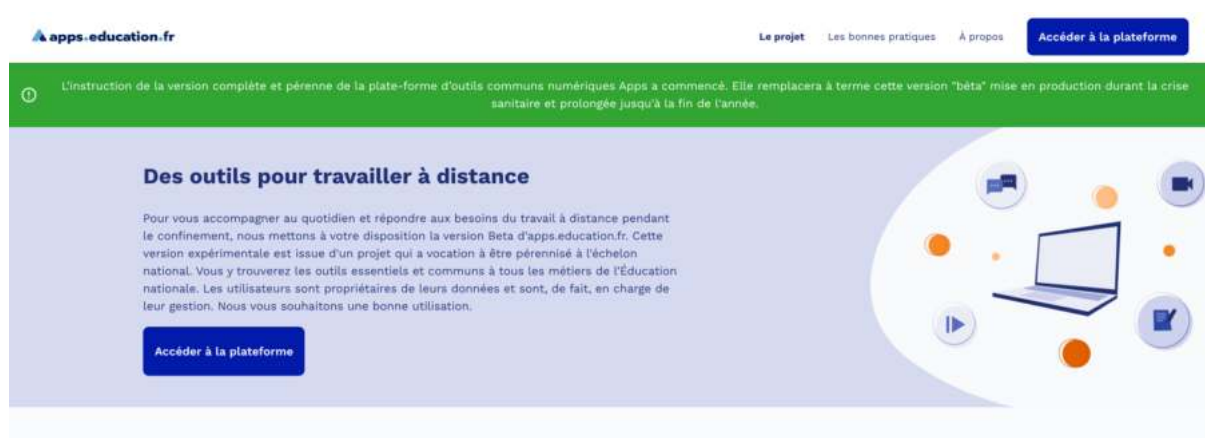 apps.education.fr
Le projet Les bonnes pratiques À propos Accéder à la plateforme
L'instruction de la version complète et pérenne de la plate-forme d'outils communs numériques Apps a commencé. Elle remplacera à terme cette version "bêta" mise en production durant la crise
sanitaire et prolongée jusqu'à la fin de l'année.
Des outils pour travailler à distance
Pour vous accompagner au quotidien et répondre aux besoins du travail à distance pendant
le confinement, nous mettons à votre disposition la version Beta d'apps.education.fr. Cette
version expérimentale est issue d'un projet qui a vocation à être pérennisé à l'échelon
national. Vous y trouverez les outils essentiels et communs à tous les métiers de l'Éducation
nationale. Les utilisateurs sont propriétaires de leurs données et sont, de fait, en charge de
leur gestion. Nous vous souhaitons une bonne utilisation.
Accéder à la plateforme